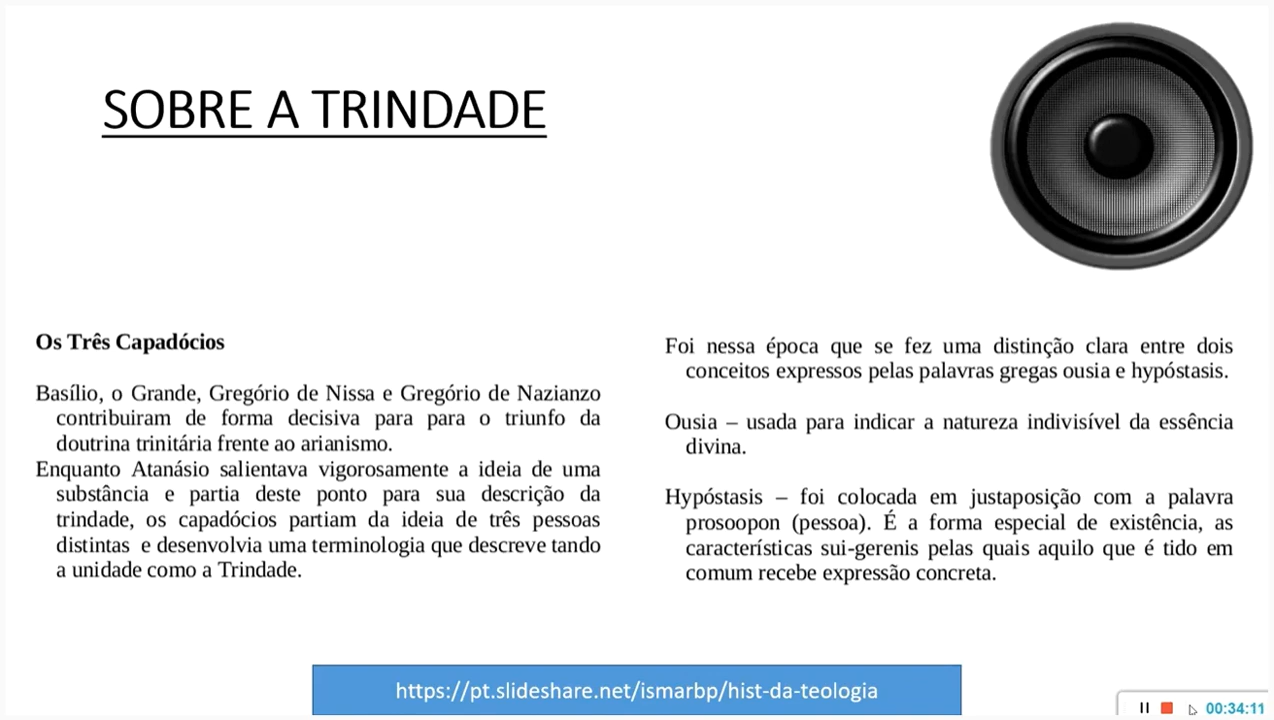 SOBRE A TRINDADE
Os Três Capadócios
Basílio, o Grande, Gregório de Nissa e Gregório de Nazianzo
contribuiram de forma decisiva para para o triunfo da
doutrina trinitária frente ao arianismo.
Enquanto Atanásio salientava vigorosamente a ideia de uma
substância e partia deste ponto para sua descrição da
trindade, os capadócios partiam da ideia de três pessoas
distintas e desenvolvia uma terminologia que descreve tando
a unidade como a Trindade.
Foi nessa época que se fez uma distinção clara entre dois
conceitos expressos pelas palavras gregas ousia e hypóstasis.
Ousia – usada para indicar a natureza indivisível da essência
divina.
Hypóstasis – foi colocada em justaposição com a palavra
prosoopon (pessoa). É a forma especial de existência, as
características sui-gerenis pelas quais aquilo que é tido em
comum recebe expressão concreta.
https://pt.slideshare.net/ismarbp/hist-da-teologia
00:34:11